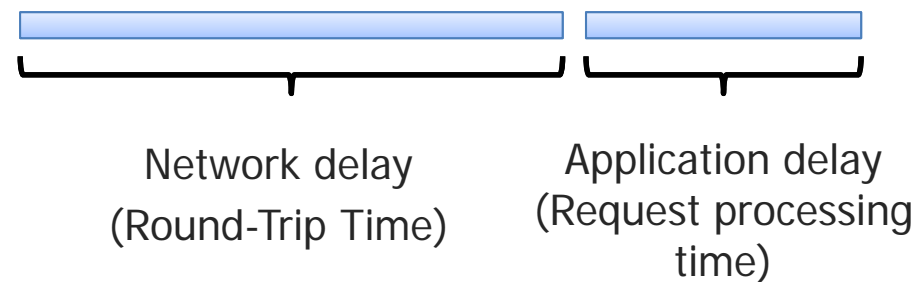 Network delay
(Round-Trip Time)
Application delay
(Request processing
time)